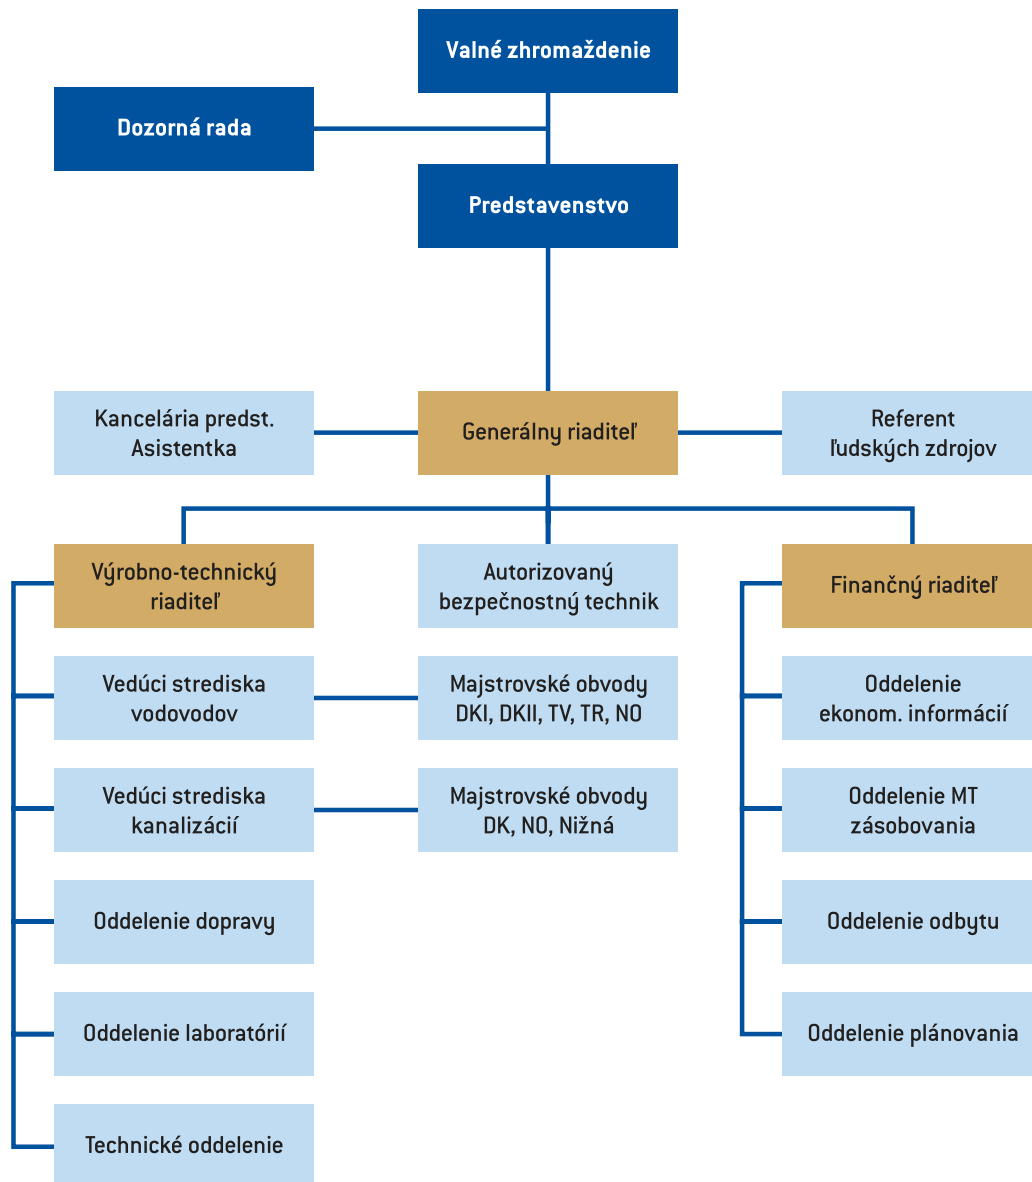 Valné zhromaždenie
Dozorná rada
Predstavenstvo
Kancelária predst.
Asistentka
Generálny riaditeľ
Referent
ľudských zdrojov
Výrobno-technický
riaditeľ
Autorizovaný
bezpečnostný technik
Finančný riaditeľ
Vedúci strediska
vodovodov
Majstrovské obvody
DKI, DKII, TV, TR, NO
Oddelenie
ekonom. informácií
Vedúci strediska
kanalizácií
Majstrovské obvody
DK, NO, Nižná
Oddelenie MT
zásobovania
Oddelenie dopravy
Oddelenie odbytu
Oddelenie laboratórií
Oddelenie plánovania
Technické oddelenie